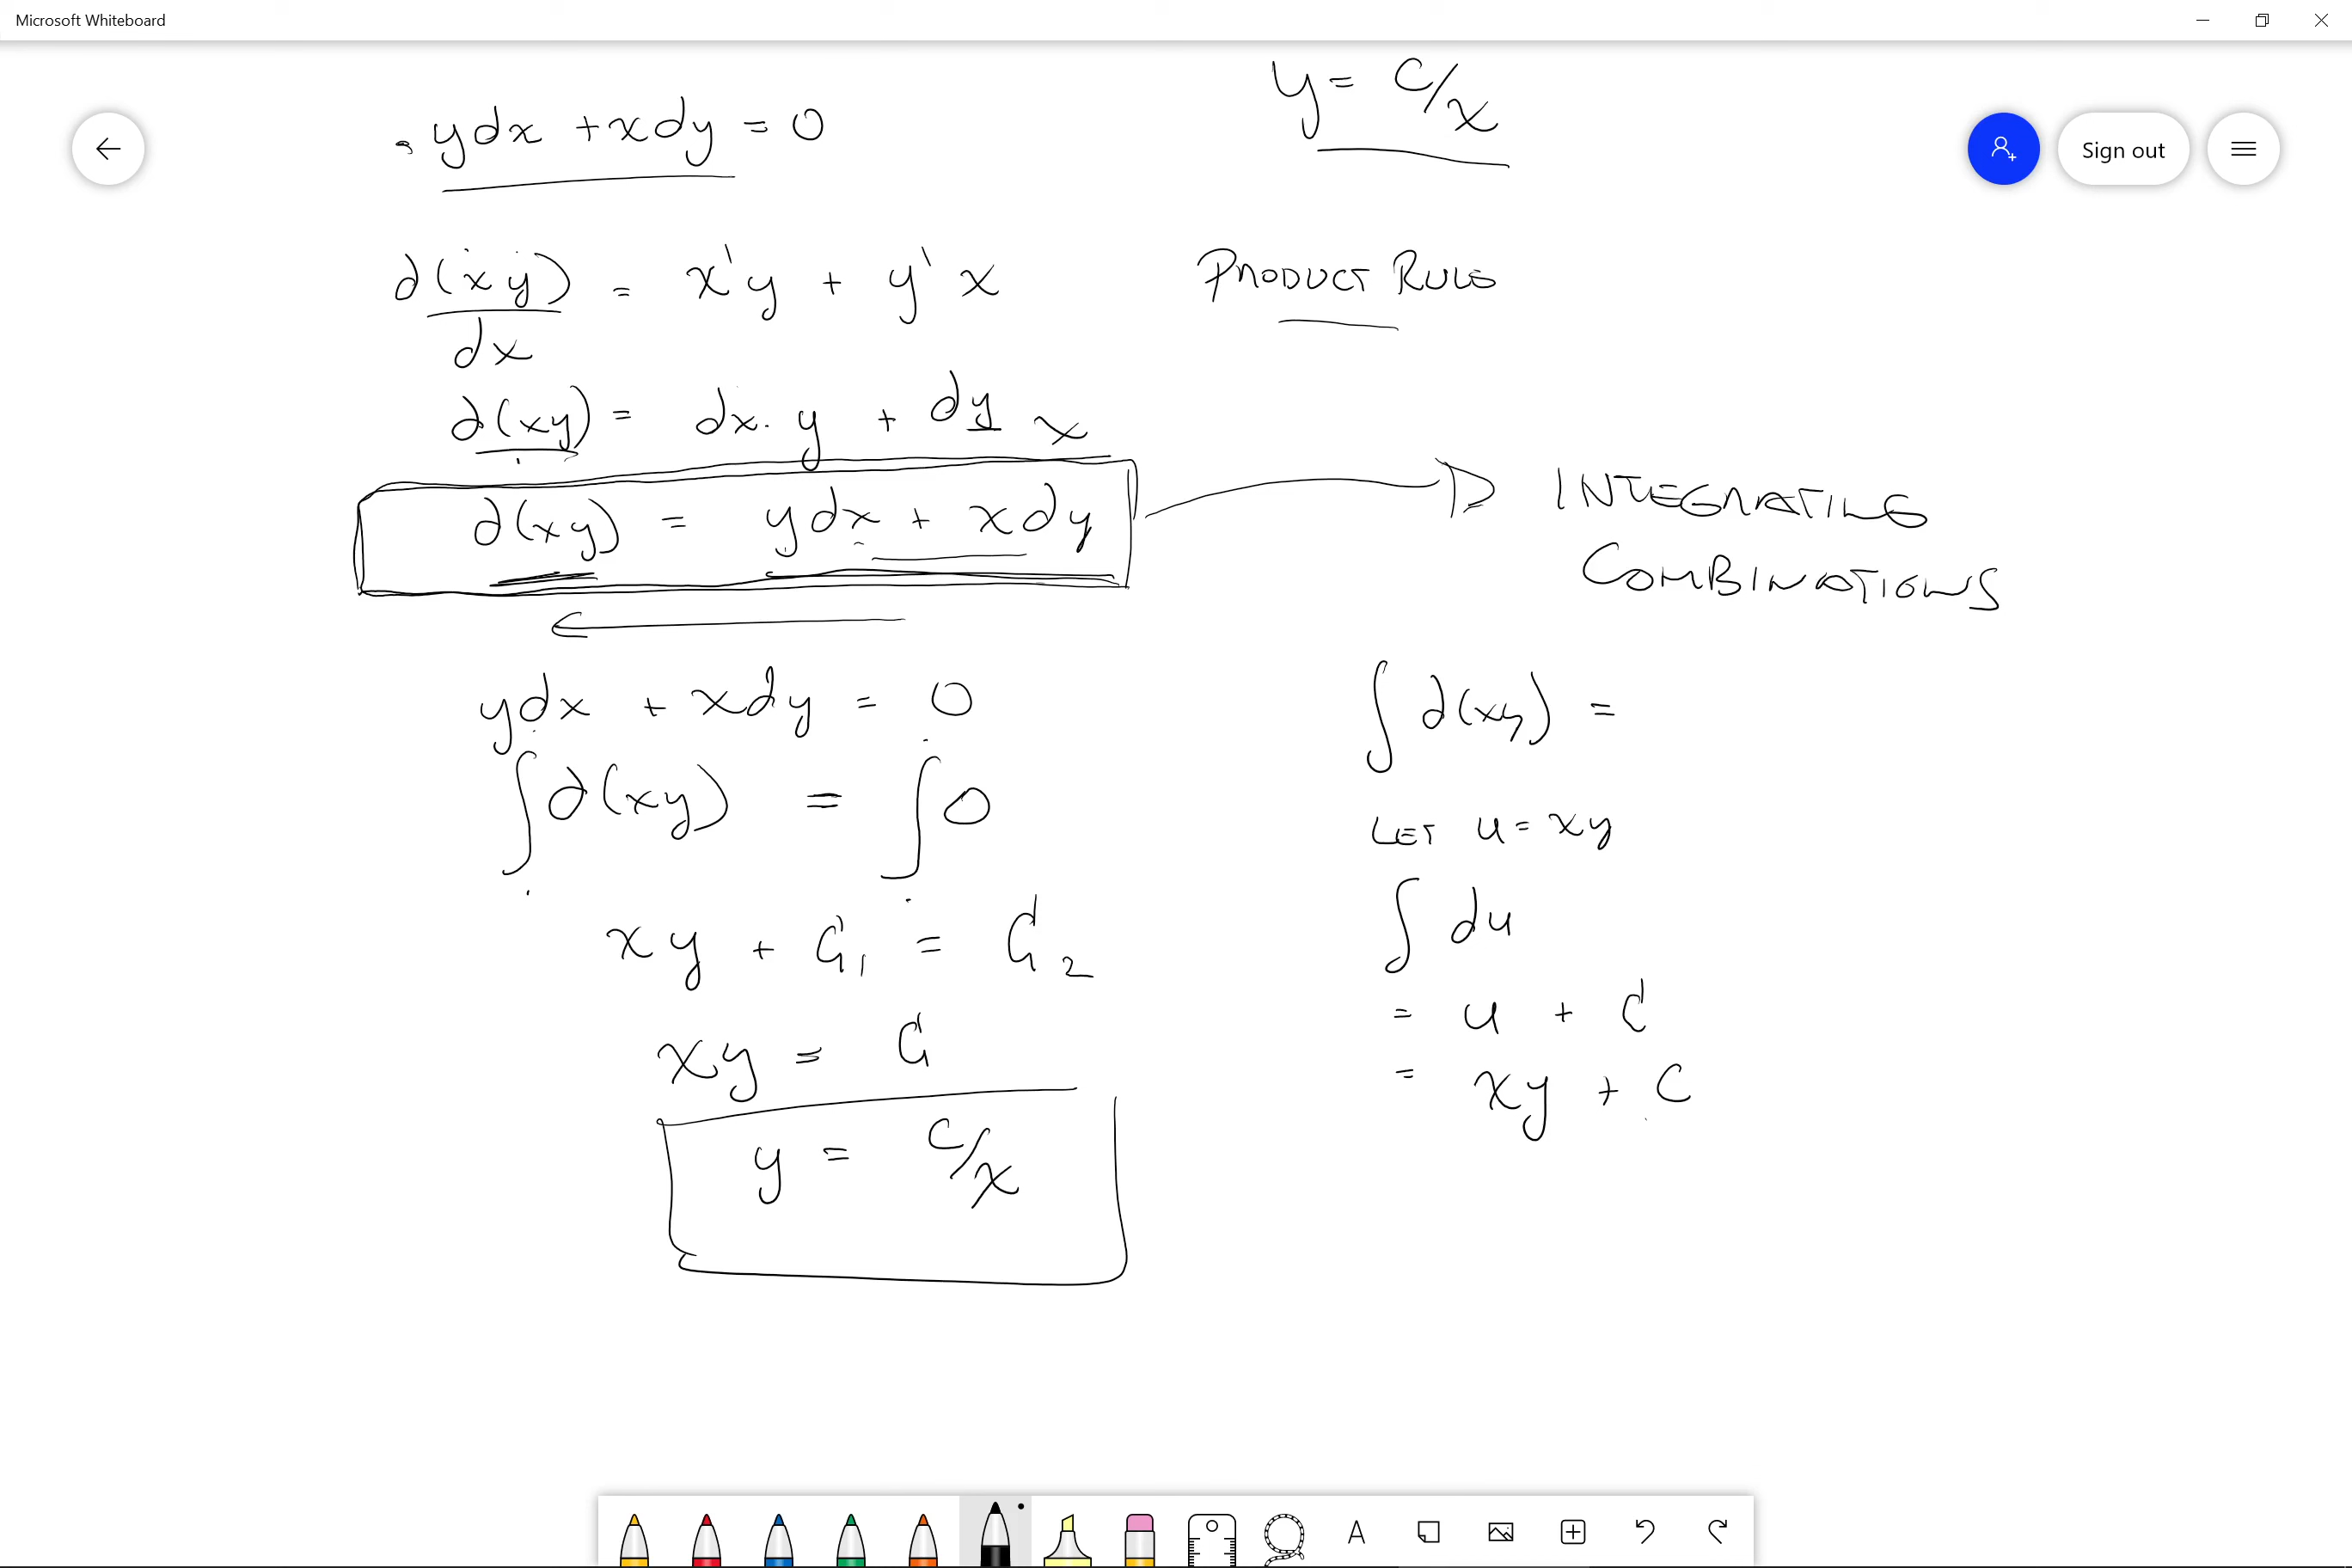 Microsoft Whiteboard
ydx + xdy = 0
y = C/x
Sign out
d(xy)/dx = x'y + y'x
PRODUCT RULE
d(xy) = dx · y + dy x
d(xy) = ydx + xdy
INTEGRATING
COMBINATIONS
ydx + xdy = 0
∫d(xy) = ∫0
xy + C₁ = C₂
xy = C
y = C/x
∫d(xy) =
LET u = xy
∫du
= u + C
= xy + C
A